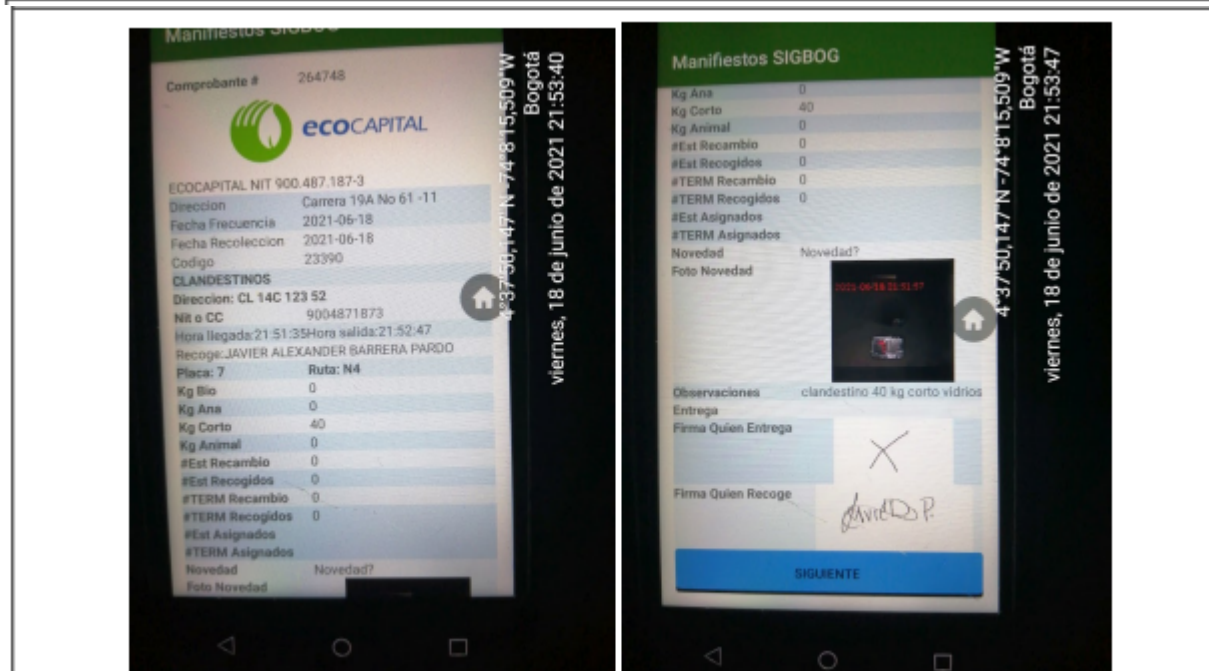 Manifiestos SIGBOG
Comprobante # 264748
ecoCAPITAL
ECOCAPITAL NIT 900.487.187-3
Direccion Carrera 19A No 61 -11
Fecha Frecuencia 2021-06-18
Fecha Recoleccion 2021-06-18
Codigo 23390
CLANDESTINOS
Direccion: CL 14C 123 52
Nit o CC 9004871873
Hora llegada:21:51:35Hora salida:21:52:47
Recoge:JAVIER ALEXANDER BARRERA PARDO
Placa: 7 Ruta: N4
Kg Bio 0
Kg Ana 0
Kg Corto 40
Kg Animal 0
#Est Recambio 0
#Est Recogidos 0
#TERM Recambio 0
#TERM Recogidos 0
#Est Asignados
#TERM Asignados
Novedad Novedad?
Foto Novedad
4°37'50,147"N -74°8'15,509"W
Bogotá
viernes, 18 de junio de 2021 21:53:40
Manifiestos SIGBOG
Kg Ana 0
Kg Corto 40
Kg Animal 0
#Est Recambio 0
#Est Recogidos 0
#TERM Recambio 0
#TERM Recogidos 0
#Est Asignados
#TERM Asignados
Novedad Novedad?
Foto Novedad
2021-06-18 21:51:57
Observaciones clandestino 40 kg corto vidrios
Entrega
Firma Quien Entrega
X
Firma Quien Recoge
SIGUIENTE
4°37'50,147"N -74°8'15,509"W
Bogotá
viernes, 18 de junio de 2021 21:53:47